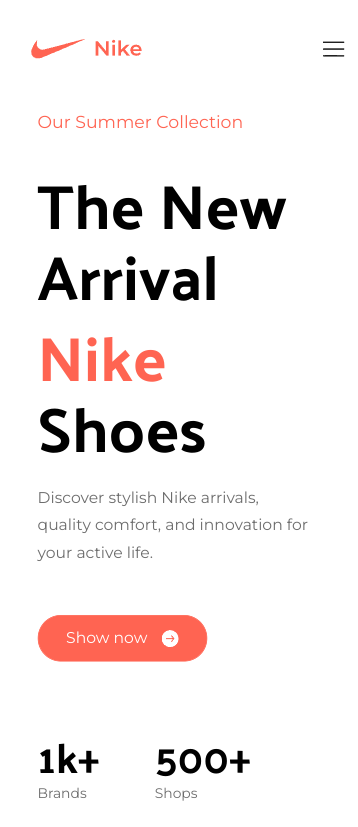 Nike
Our Summer Collection
The New
Arrival
Nike
Shoes
Discover stylish Nike arrivals,
quality comfort, and innovation for
your active life.
Show now
1k+ 500+
Brands Shops